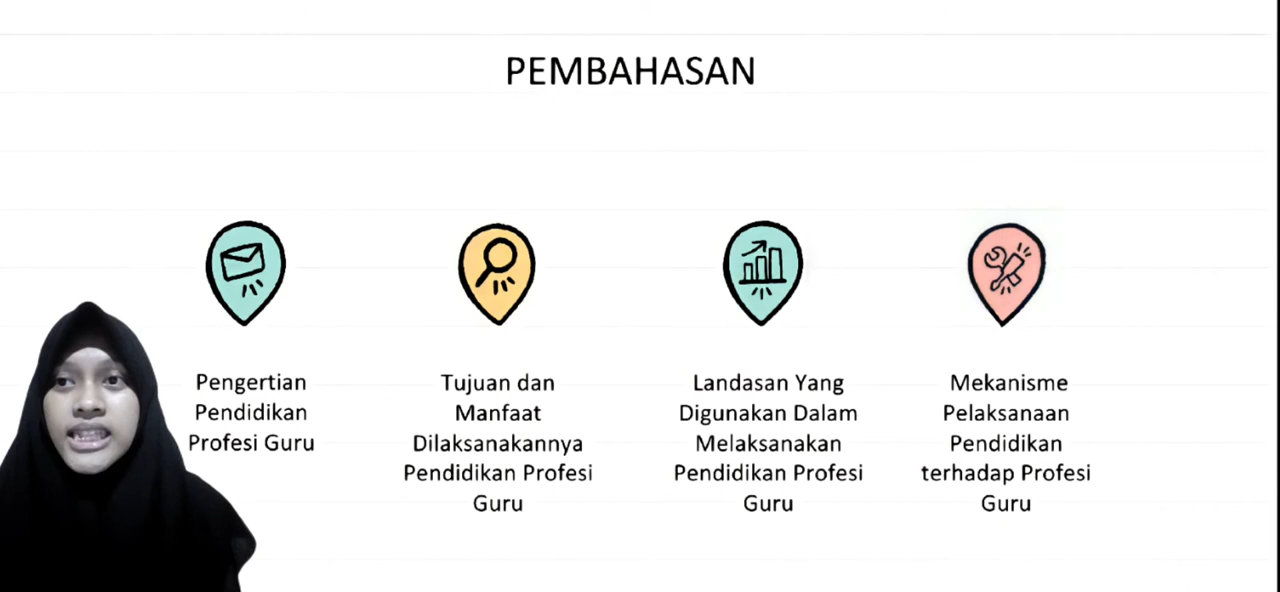 PEMBAHASAN
Pengertian
Pendidikan
Profesi Guru
Tujuan dan
Manfaat
Dilaksanakannya
Pendidikan Profesi
Guru
Landasan Yang
Digunakan Dalam
Melaksanakan
Pendidikan Profesi
Guru
Mekanisme
Pelaksanaan
Pendidikan
terhadap Profesi
Guru